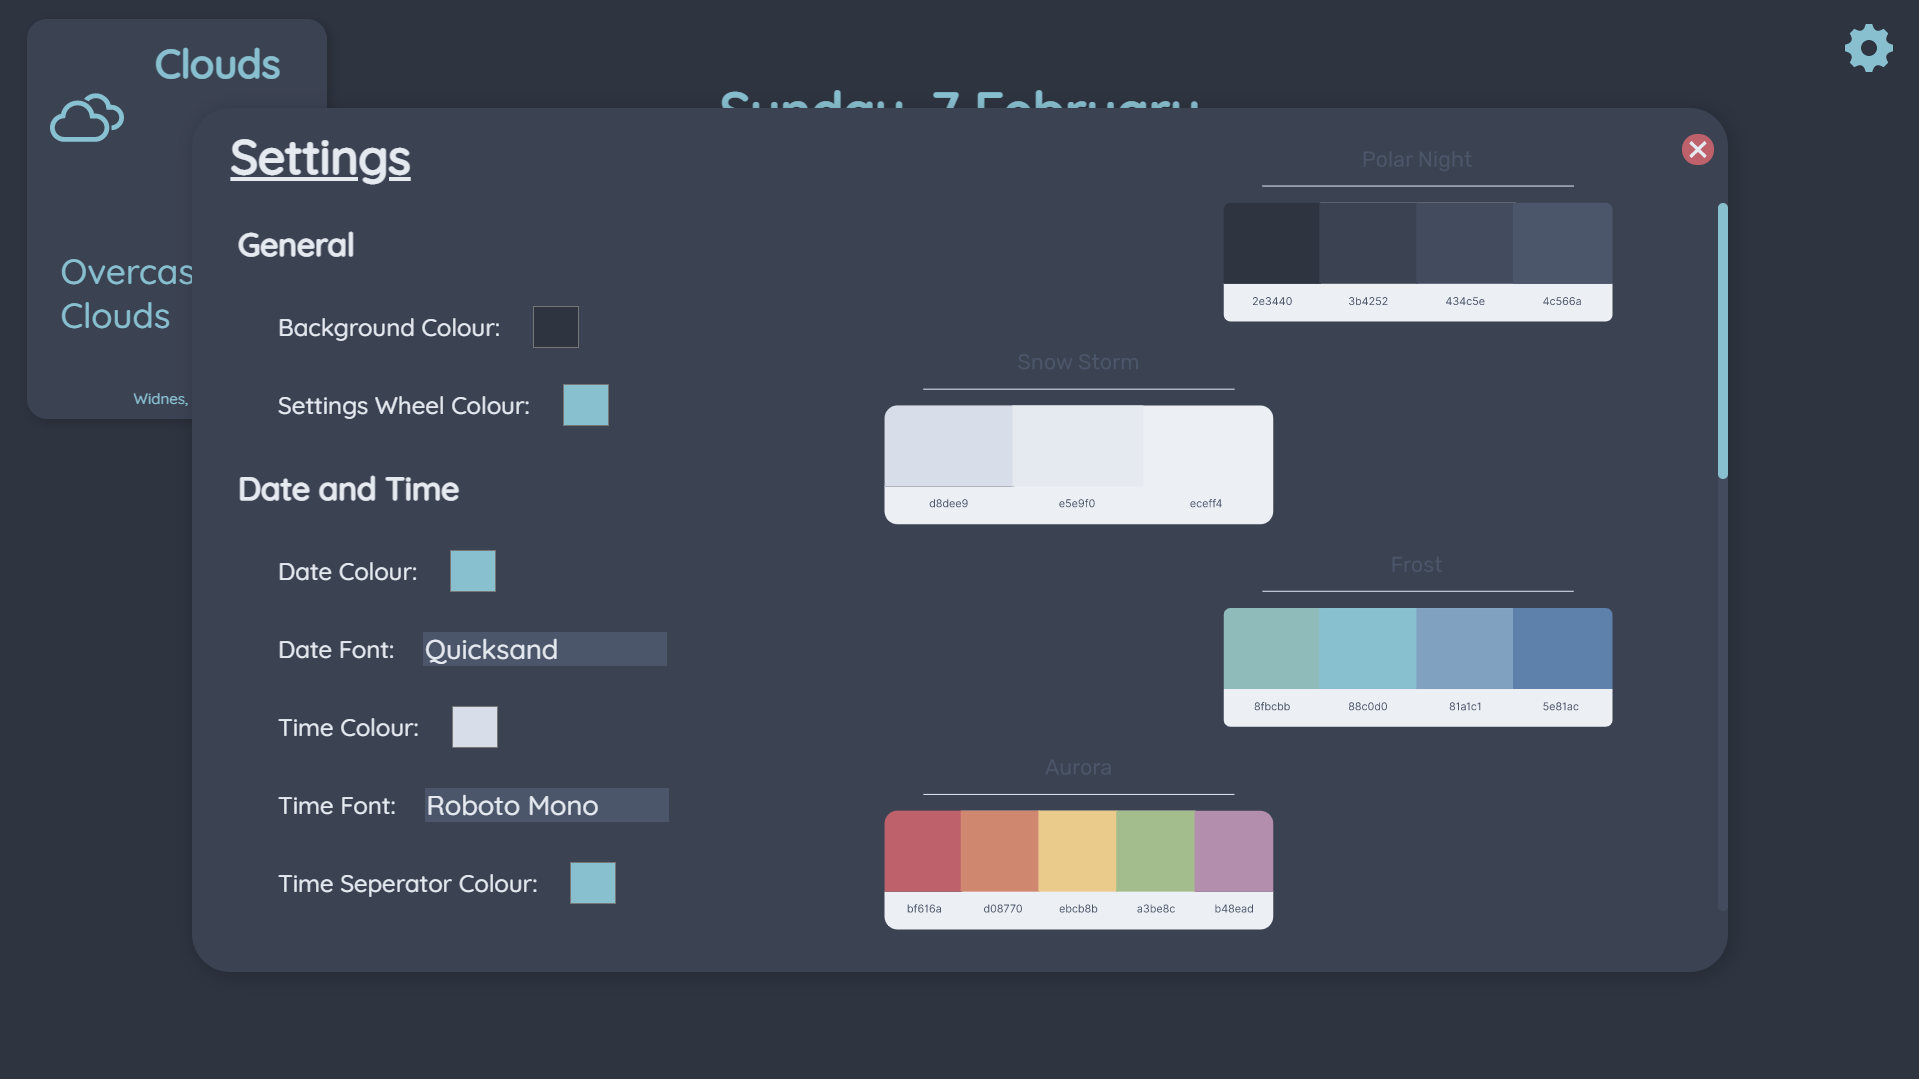 Clouds
Sunday, 7 February
Overcas
Clouds
Widnes,
Settings
General
Background Colour:
Settings Wheel Colour:
Date and Time
Date Colour:
Date Font: Quicksand
Time Colour:
Time Font: Roboto Mono
Time Seperator Colour:
Polar Night
2e3440 3b4252 434c5e 4c566a
Snow Storm
d8dee9 e5e9f0 eceff4
Frost
8fbcbb 88c0d0 81a1c1 5e81ac
Aurora
bf616a d08770 ebcb8b a3be8c b48ead